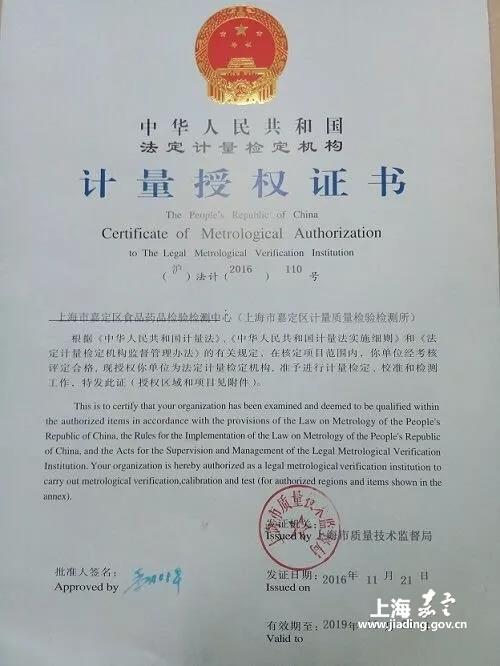 中华人民共和国
法定计量检定机构
计量授权证书
The People's Republic of China
Certificate of Metrological Authorization
to The Legal Metrological Verification Institution
(沪)法计(2016)110号
上海市嘉定区食品药品检验检测中心(上海市嘉定区计量质量检验检测所)
根据《中华人民共和国计量法》、《中华人民共和国计量法实施细则》和《法
定计量检定机构监督管理办法》的有关规定,在核定项目范围内,你单位经考核
评定合格,现授权你单位为法定计量检定机构,准予进行计量检定、校准和检测
工作,特发此证(授权区域和项目见附件)。
This is to certify that your organization has been examined and deemed to be qualified within
the authorized items in accordance with the provisions of the Law on Metrology of the People's
Republic of China, the Rules for the Implementation of the Law on Metrology of the People's Republic
of China, and the Acts for the Supervision and Management of the Legal Metrological Verification
Institution. Your organization is hereby authorized as a legal metrological verification institution to
carry out metrological verification,calibration and test (for authorized regions and items shown in the
annex).
上海市质量技术监督局
发证机关:
Issued by 上海市质量技术监督局
批准人签名:
Approved by
发证日期: 2016年11月21日
Issued on
有效期至: 2019年
Valid to
上海嘉定
www.jiading.gov.cn